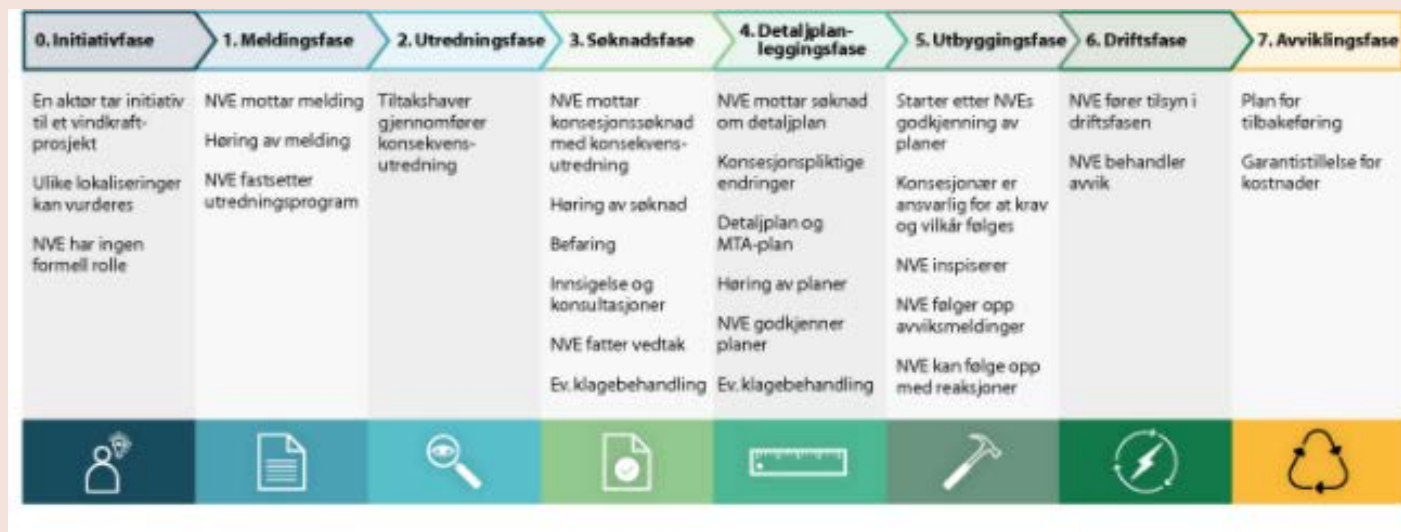 0. Initiativfase
En aktør tar initiativ
til et vindkraft-
prosjekt
Ulike lokaliseringer
kan vurderes
NVE har ingen
formell rolle
1. Meldingsfase
NVE mottar melding
Høring av melding
NVE fastsetter
utredningsprogram
2. Utredningsfase
Tiltakshaver
gjennomfører
konsekvens-
utredning
3. Søknadsfase
NVE mottar
konsesjonssøknad
med konsekvens-
utredning
Høring av søknad
Befaring
Innsigelse og
konsultasjoner
NVE fatter vedtak
Ev. klagebehandling
4. Detaljplan-
leggingsfase
NVE mottar søknad
om detaljplan
Konsesjonspliktige
endringer
Detaljplan og
MTA-plan
Høring av planer
NVE godkjenner
planer
Ev. klagebehandling
5. Utbyggingsfase
Starter etter NVEs
godkjenning av
planer
Konsesjonær er
ansvarlig for at krav
og vilkår følges
NVE inspiserer
NVE følger opp
avviksmeldinger
NVE kan følge opp
med reaksjoner
6. Driftsfase
NVE fører tilsyn i
driftsfasen
NVE behandler
avvik
7. Avviklingsfase
Plan for
tilbakeføring
Garantistillelse for
kostnader